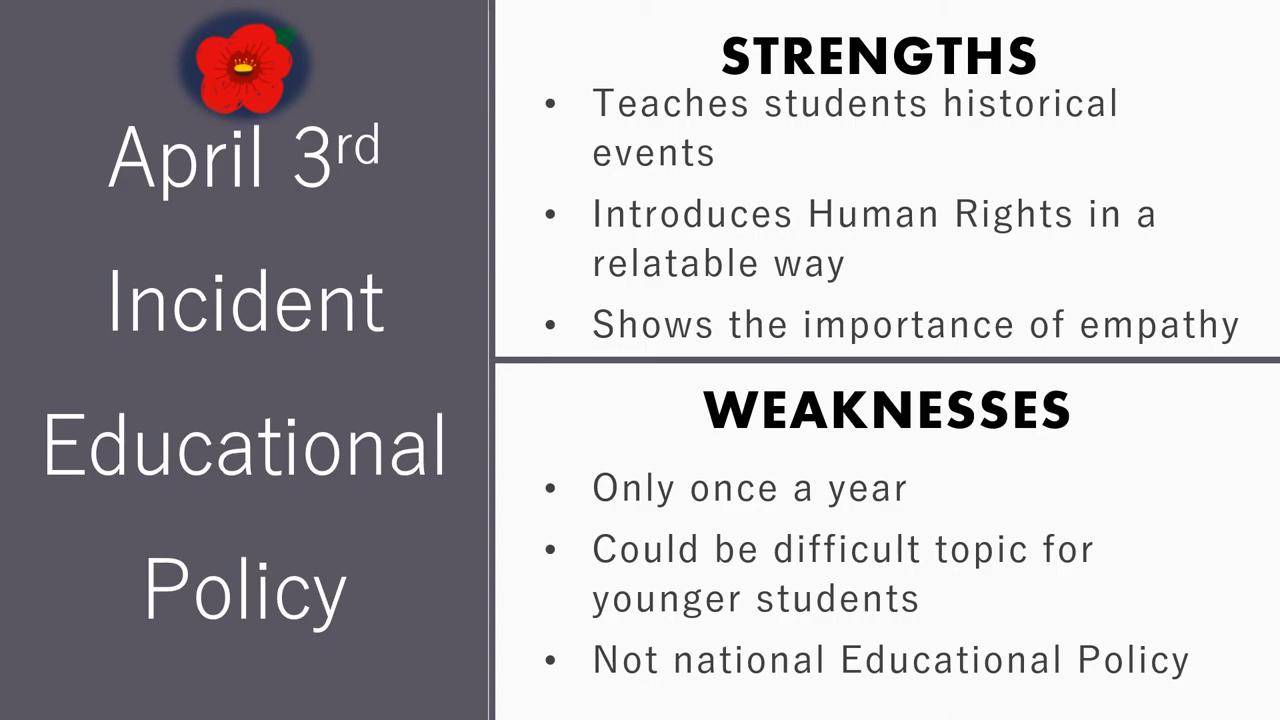 April 3rd
Incident
Educational
Policy
STRENGTHS
• Teaches students historical
events
• Introduces Human Rights in a
relatable way
• Shows the importance of empathy
WEAKNESSES
• Only once a year
• Could be difficult topic for
younger students
• Not national Educational Policy